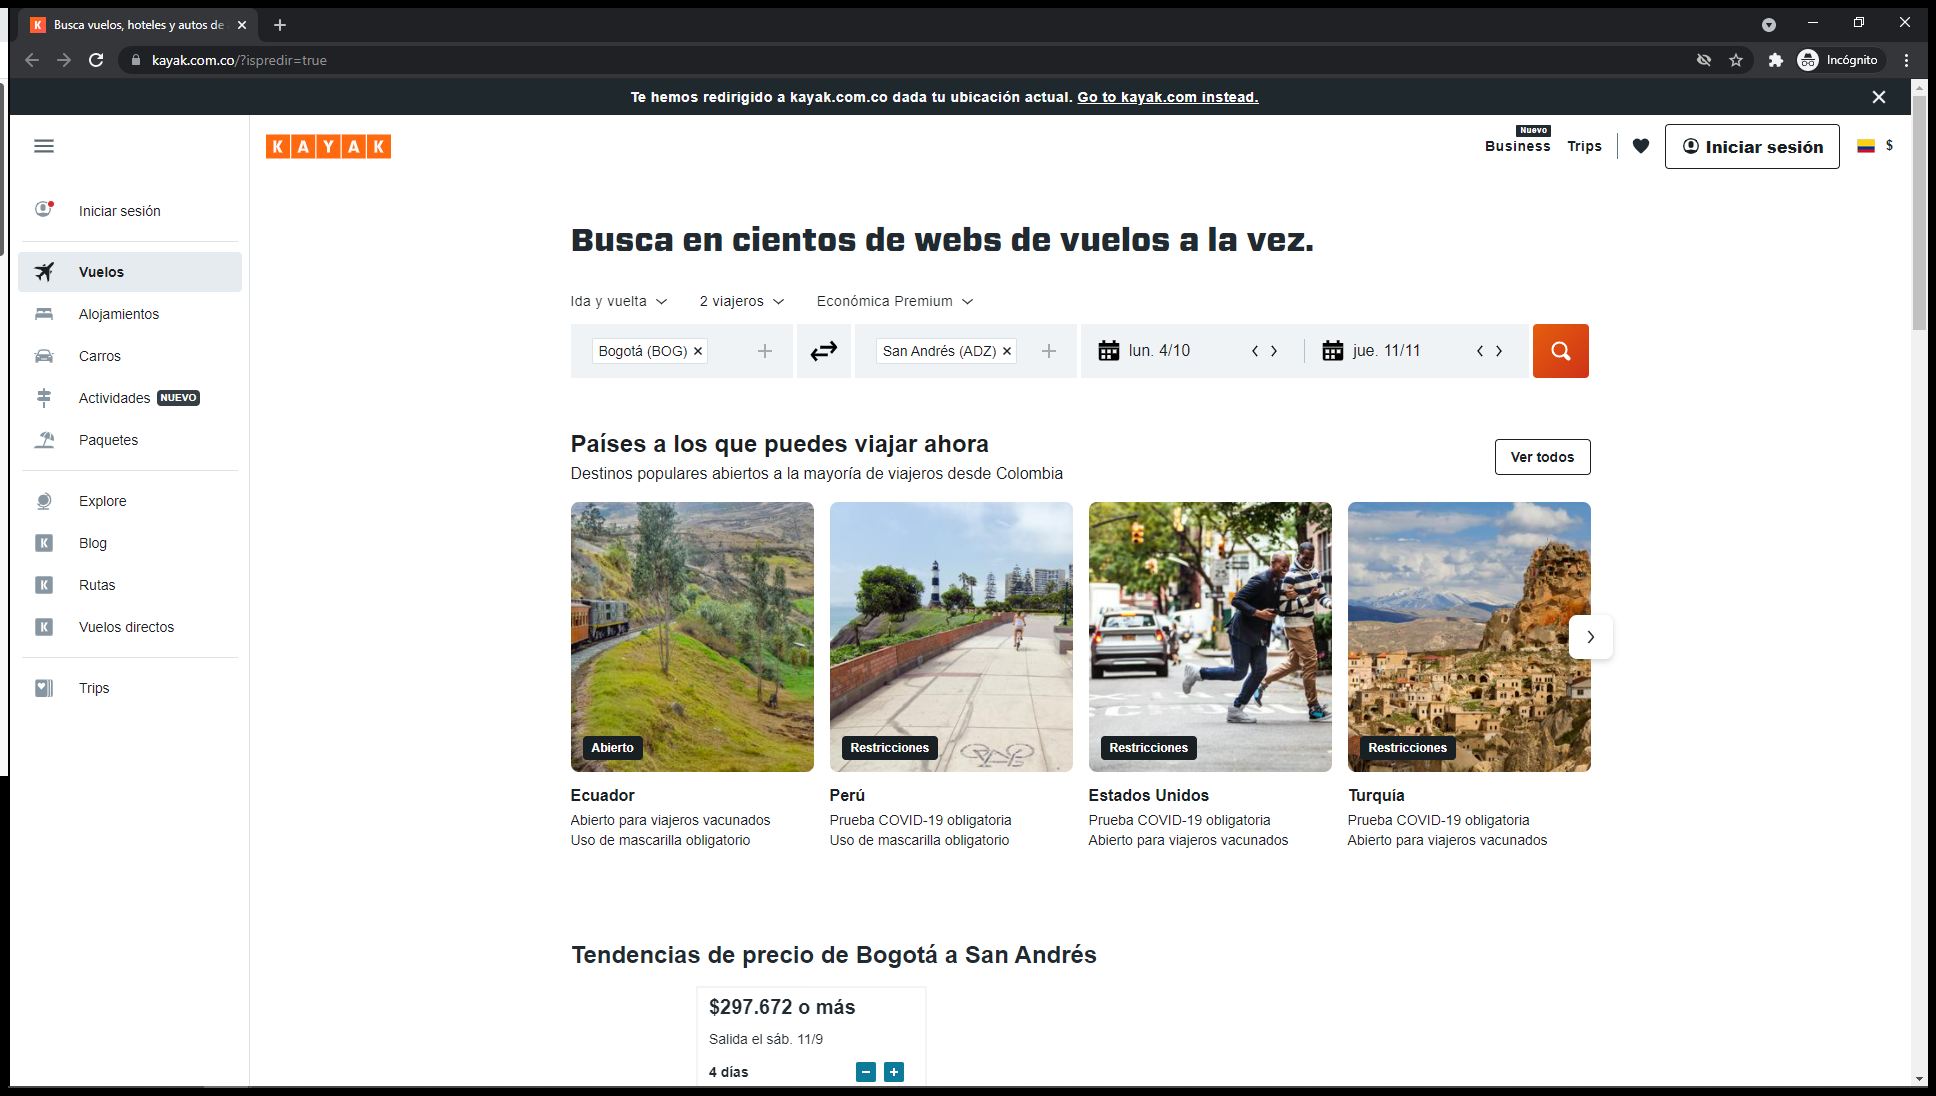 Busca vuelos, hoteles y autos de
kayak.com.co/?ispredir=true
Incógnito
Te hemos redirigido a kayak.com.co dada tu ubicación actual. Go to kayak.com instead.
KAYAK
Nuevo
Business
Trips
Iniciar sesión
$
Iniciar sesión
Vuelos
Alojamientos
Carros
Actividades NUEVO
Paquetes
Explore
Blog
Rutas
Vuelos directos
Trips
Busca en cientos de webs de vuelos a la vez.
Ida y vuelta
2 viajeros
Económica Premium
Bogotá (BOG)
San Andrés (ADZ)
lun. 4/10
jue. 11/11
Países a los que puedes viajar ahora
Destinos populares abiertos a la mayoría de viajeros desde Colombia
Ver todos
Abierto
Restricciones
Restricciones
Restricciones
Ecuador
Abierto para viajeros vacunados
Uso de mascarilla obligatorio
Perú
Prueba COVID-19 obligatoria
Uso de mascarilla obligatorio
Estados Unidos
Prueba COVID-19 obligatoria
Abierto para viajeros vacunados
Turquía
Prueba COVID-19 obligatoria
Abierto para viajeros vacunados
Tendencias de precio de Bogotá a San Andrés
$297.672 o más
Salida el sáb. 11/9
4 días